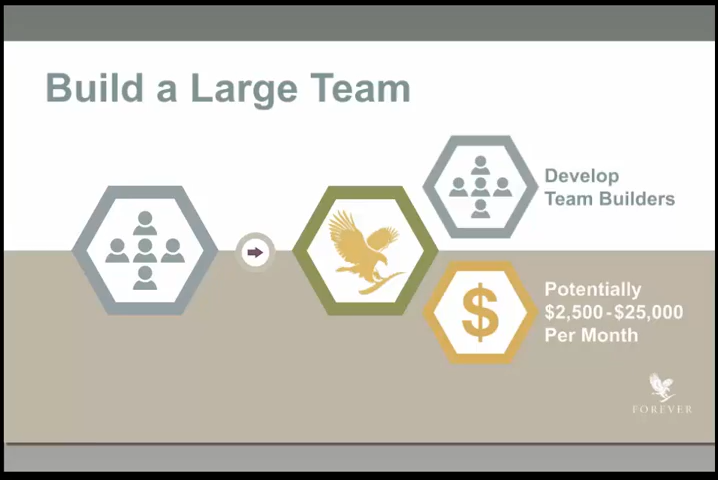 Build a Large Team
Develop
Team Builders
$
Potentially
$2,500-$25,000
Per Month
FOREVER